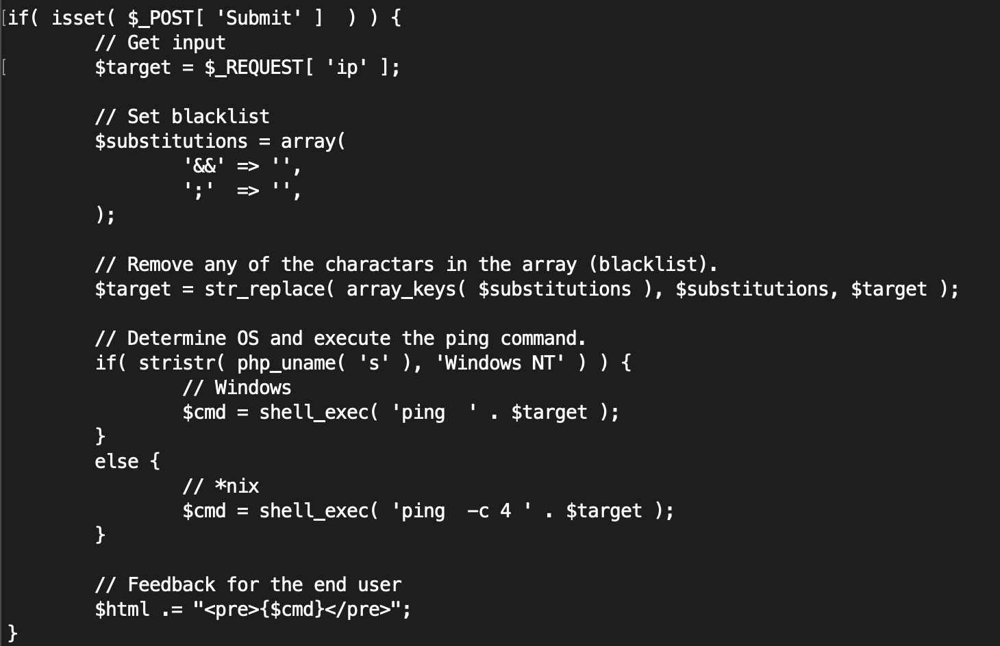 [if( isset( $_POST[ 'Submit' ]  ) ) {
        // Get input
[        $target = $_REQUEST[ 'ip' ];

        // Set blacklist
        $substitutions = array(
                '&&' => '',
                ';'  => '',
        );

        // Remove any of the charactars in the array (blacklist).
        $target = str_replace( array_keys( $substitutions ), $substitutions, $target );

        // Determine OS and execute the ping command.
        if( stristr( php_uname( 's' ), 'Windows NT' ) ) {
                // Windows
                $cmd = shell_exec( 'ping  ' . $target );
        }
        else {
                // *nix
                $cmd = shell_exec( 'ping  -c 4 ' . $target );
        }

        // Feedback for the end user
        $html .= "<pre>{$cmd}</pre>";
}